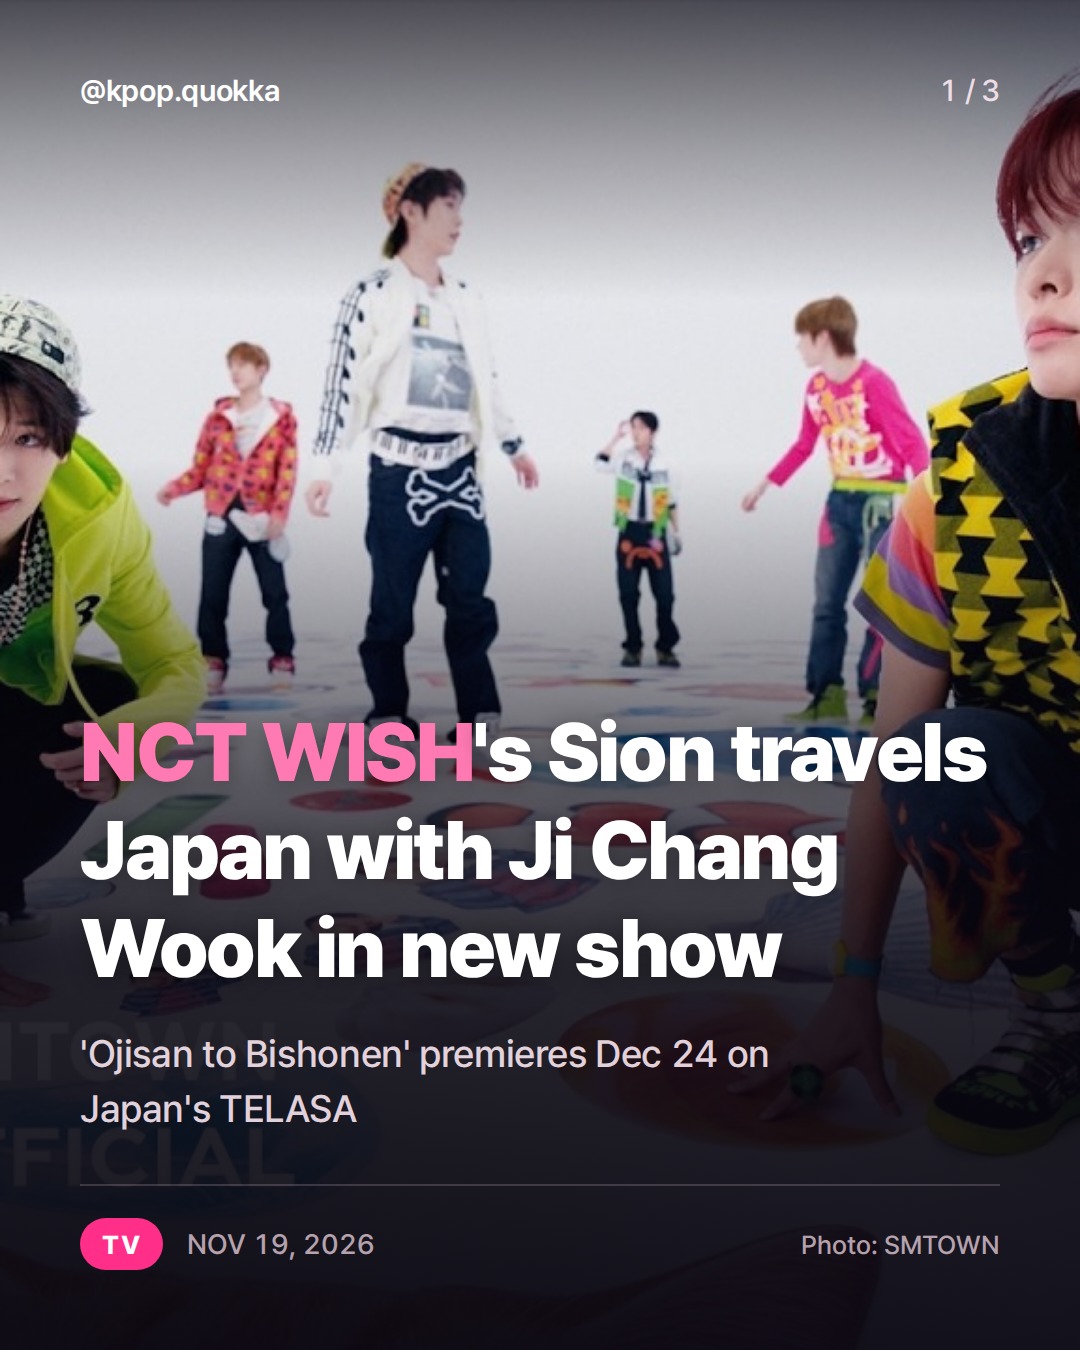 @kpop.quokka
1 / 3
NCT WISH's Sion travels
Japan with Ji Chang
Wook in new show
'Ojisan to Bishonen' premieres Dec 24 on
Japan's TELASA
TV
NOV 19, 2026
Photo: SMTOWN